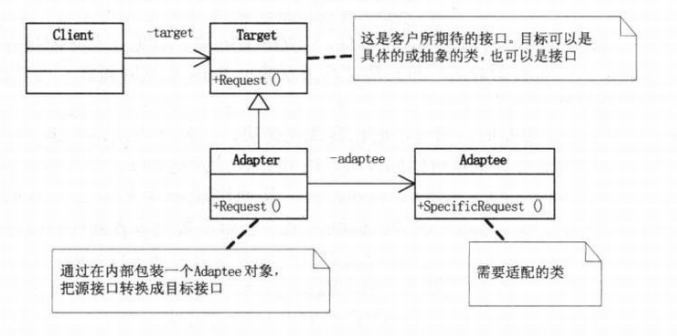 Client
-target
Target
+Request()
这是客户所期待的接口。目标可以是
具体的或抽象的类，也可以是接口
Adapter
+Request()
-adaptee
Adaptee
+SpecificRequest ()
通过在内部包装一个Adaptee对象，
把源接口转换成目标接口
需要适配的类